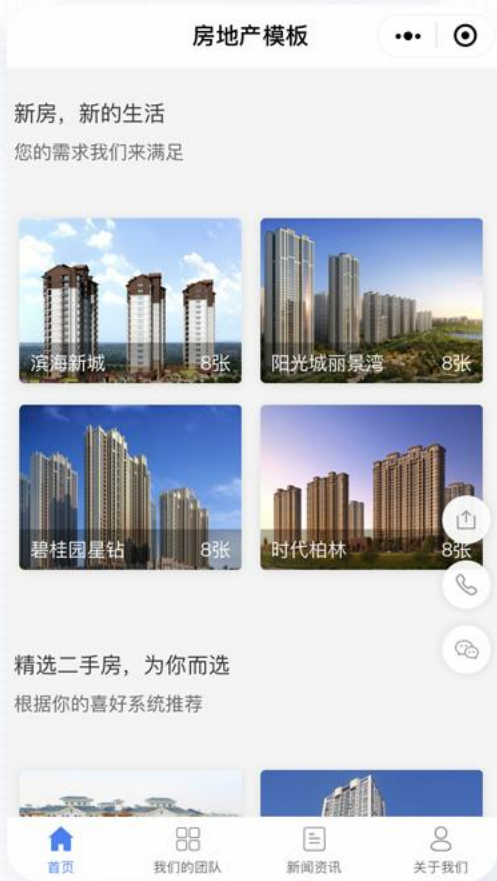 房地产模板
新房，新的生活
您的需求我们来满足
滨海新城 8张
阳光城丽景湾 8张
碧桂园星钻 8张
时代柏林 8张
精选二手房，为你而选
根据你的喜好系统推荐
首页 我们的团队 新闻资讯 关于我们